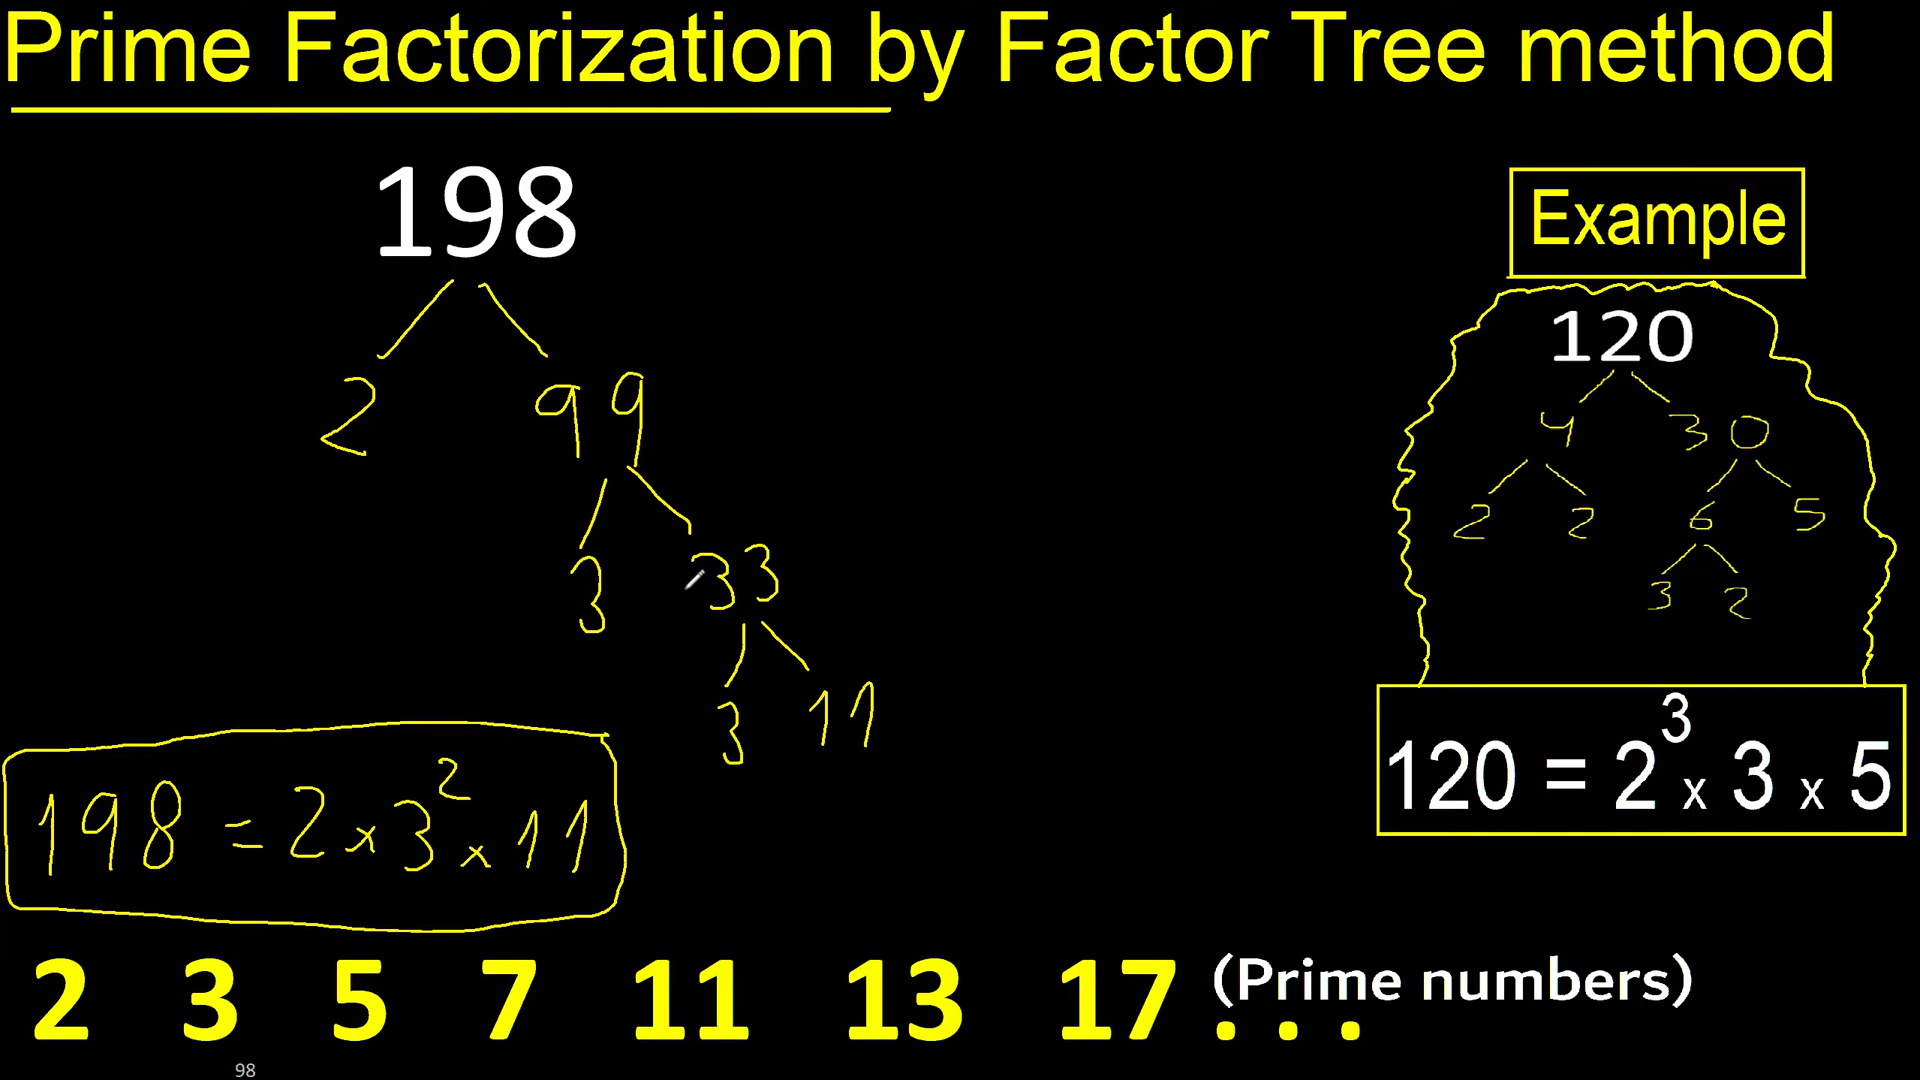 Prime Factorization by Factor Tree method
198
2 99
3 33
3 11
198 = 2 × 3² × 11
Example
120
4 30
2 2 6 5
3 2
120 = 2³ x 3 x 5
2 3 5 7 11 13 17 . . . (Prime numbers)
98